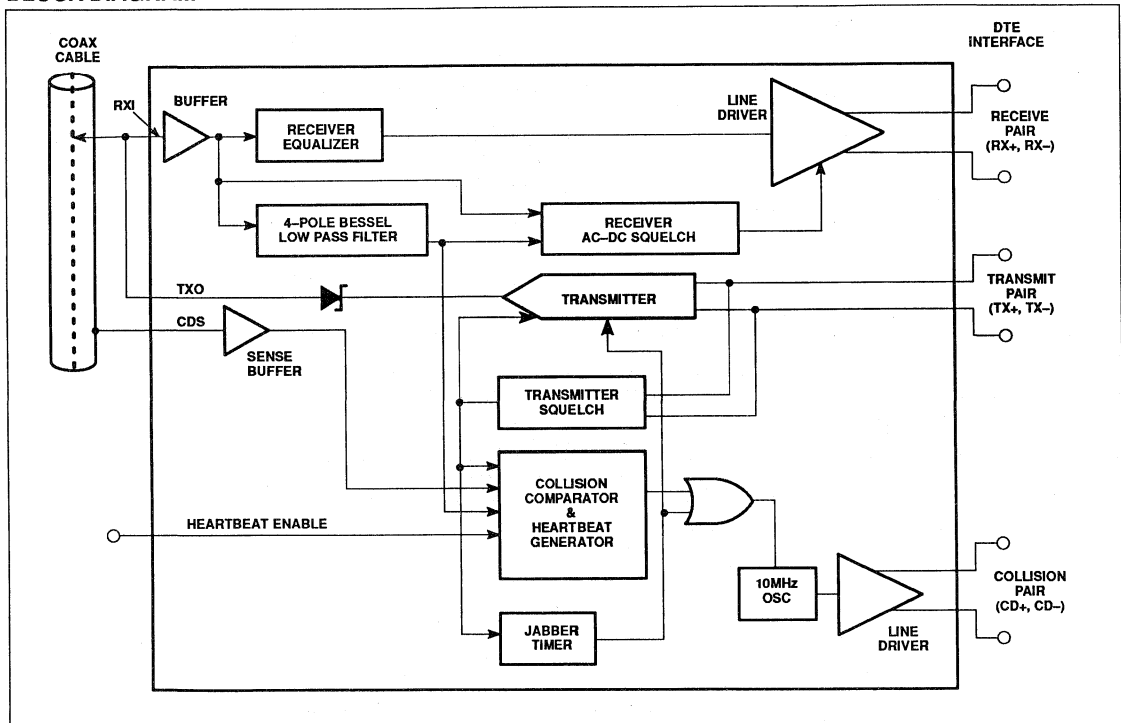 COAX
CABLE
DTE
INTERFACE
RXI
BUFFER
LINE
DRIVER
RECEIVER
EQUALIZER
RECEIVE
PAIR
(RX+, RX–)
4–POLE BESSEL
LOW PASS FILTER
RECEIVER
AC–DC SQUELCH
TXO
TRANSMITTER
TRANSMIT
PAIR
(TX+, TX–)
CDS
SENSE
BUFFER
TRANSMITTER
SQUELCH
COLLISION
COMPARATOR
&
HEARTBEAT
GENERATOR
HEARTBEAT ENABLE
10MHz
OSC
COLLISION
PAIR
(CD+, CD–)
LINE
DRIVER
JABBER
TIMER